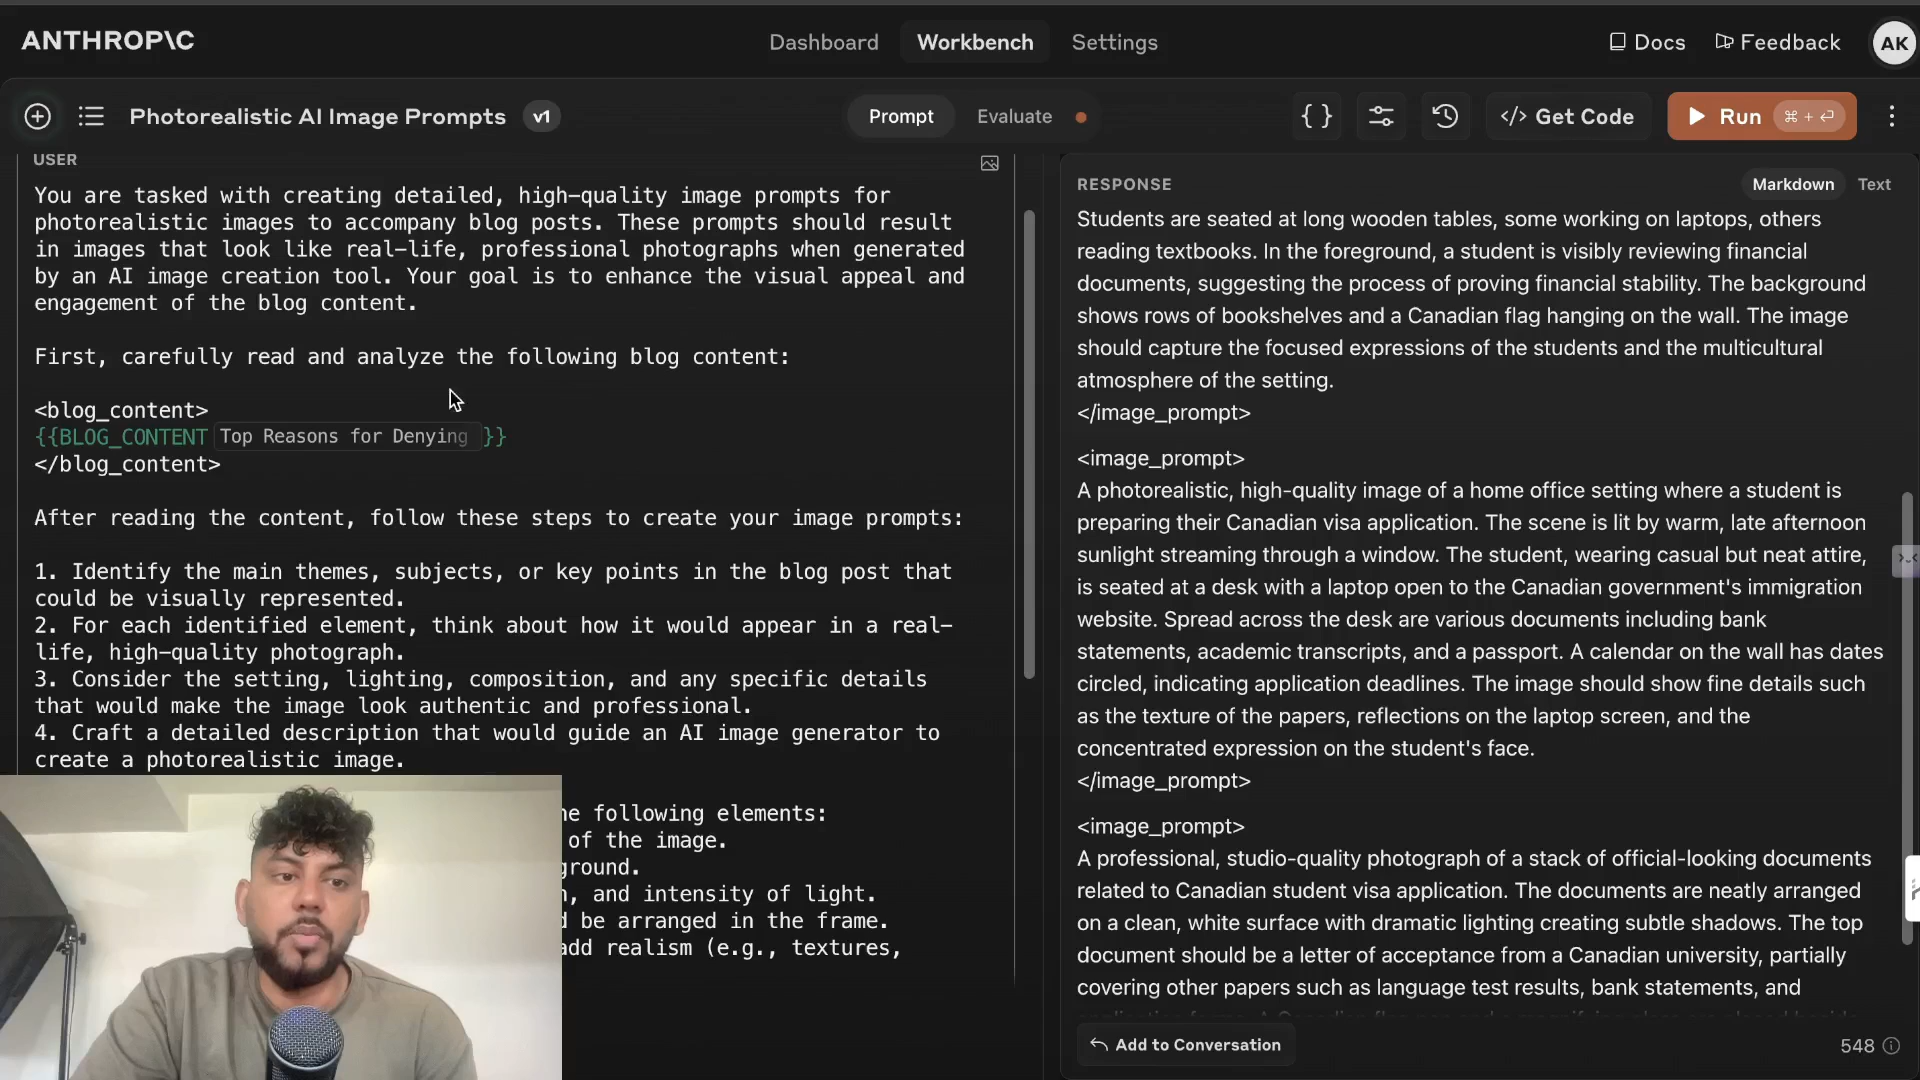 ANTHROP\C
Dashboard
Workbench
Settings
Docs
Feedback
AK
Photorealistic AI Image Prompts
v1
Prompt
Evaluate
{ }
</> Get Code
Run
⌘ + ⏎
USER
You are tasked with creating detailed, high-quality image prompts for
photorealistic images to accompany blog posts. These prompts should result
in images that look like real-life, professional photographs when generated
by an AI image creation tool. Your goal is to enhance the visual appeal and
engagement of the blog content.
First, carefully read and analyze the following blog content:
<blog_content>
{{BLOG_CONTENT Top Reasons for Denying }}
</blog_content>
After reading the content, follow these steps to create your image prompts:
1. Identify the main themes, subjects, or key points in the blog post that
could be visually represented.
2. For each identified element, think about how it would appear in a real-
life, high-quality photograph.
3. Consider the setting, lighting, composition, and any specific details
that would make the image look authentic and professional.
4. Craft a detailed description that would guide an AI image generator to
create a photorealistic image.
following elements:
of the image.
and intensity of light.
be arranged in the frame.
add realism (e.g., textures,
RESPONSE
Markdown
Text
Students are seated at long wooden tables, some working on laptops, others
reading textbooks. In the foreground, a student is visibly reviewing financial
documents, suggesting the process of proving financial stability. The background
shows rows of bookshelves and a Canadian flag hanging on the wall. The image
should capture the focused expressions of the students and the multicultural
atmosphere of the setting.
</image_prompt>
<image_prompt>
A photorealistic, high-quality image of a home office setting where a student is
preparing their Canadian visa application. The scene is lit by warm, late afternoon
sunlight streaming through a window. The student, wearing casual but neat attire,
is seated at a desk with a laptop open to the Canadian government's immigration
website. Spread across the desk are various documents including bank
statements, academic transcripts, and a passport. A calendar on the wall has dates
circled, indicating application deadlines. The image should show fine details such
as the texture of the papers, reflections on the laptop screen, and the
concentrated expression on the student's face.
</image_prompt>
<image_prompt>
A professional, studio-quality photograph of a stack of official-looking documents
related to Canadian student visa application. The documents are neatly arranged
on a clean, white surface with dramatic lighting creating subtle shadows. The top
document should be a letter of acceptance from a Canadian university, partially
covering other papers such as language test results, bank statements, and
Add to Conversation
548